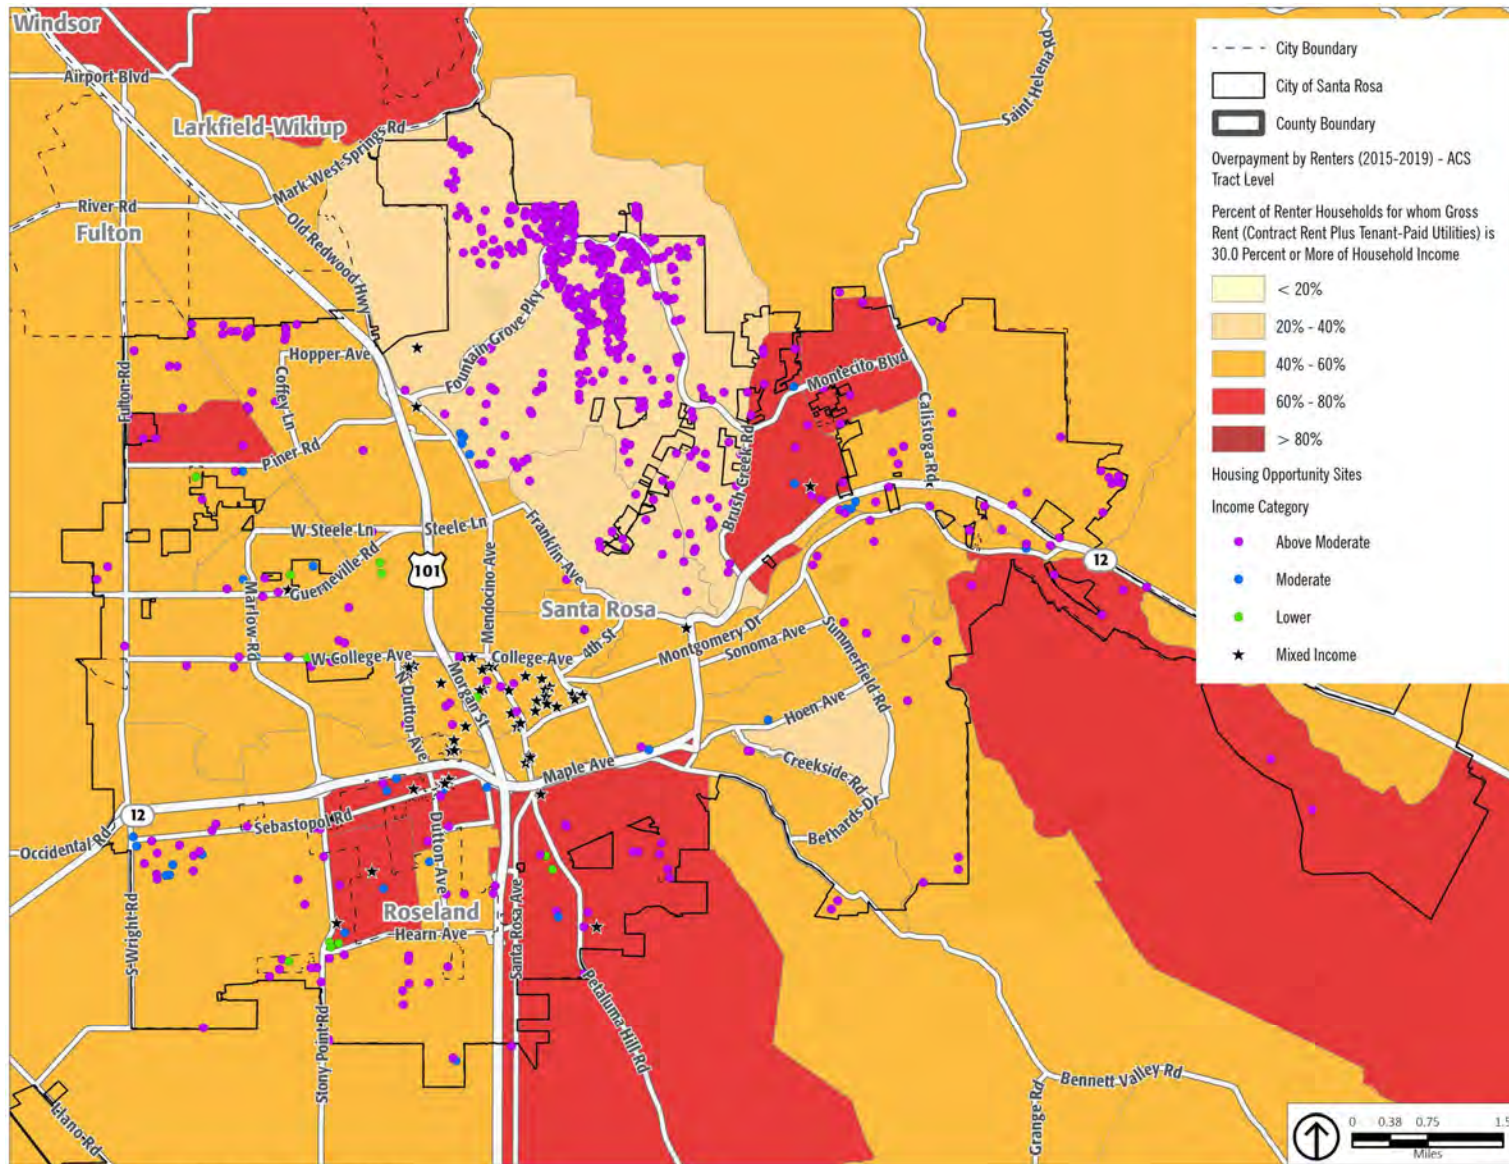 Windsor
Airport Blvd
Larkfield-Wikiup
Mark West Springs Rd
River Rd
Fulton
Old Redwood Hwy
Saint Helena Rd
Hopper Ave
Fountain Grove Pky
Fulton Rd
Coffey Ln
Piner Rd
Montecito Blvd
Calistoga Rd
Brush Creek Rd
W Steele Ln
Steele Ln
Franklin Ave
Guerneville Rd
101
Mendocino Ave
Marlow Rd
Santa Rosa
12
4th St
Montgomery Dr
Sonoma Ave
Summerfield Rd
W College Ave
College Ave
N Dutton Ave
Morgan St
Hoen Ave
Creekside Rd
Maple Ave
Bethards Dr
12
Sebastopol Rd
Occidental Rd
Dutton Ave
S Wright Rd
Roseland
Hearn Ave
Santa Rosa Ave
Stony Point Rd
Petaluma Hill Rd
Llano Rd
Bennett Valley Rd
Grange Rd
City Boundary
City of Santa Rosa
County Boundary
Overpayment by Renters (2015-2019) - ACS
Tract Level
Percent of Renter Households for whom Gross
Rent (Contract Rent Plus Tenant-Paid Utilities) is
30.0 Percent or More of Household Income
< 20%
20% - 40%
40% - 60%
60% - 80%
> 80%
Housing Opportunity Sites
Income Category
Above Moderate
Moderate
Lower
Mixed Income
0 0.38 0.75 1.5
Miles